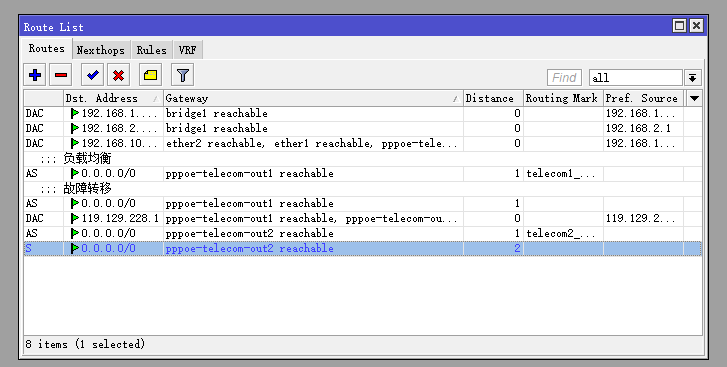 Route List
Routes Nexthops Rules VRF
Find all
Dst. Address Gateway Distance Routing Mark Pref. Source
DAC 192.168.1.... bridge1 reachable 0 192.168.1...
DAC 192.168.2.... bridge1 reachable 0 192.168.2.1
DAC 192.168.10... ether2 reachable, ether1 reachable, pppoe-tele... 0 192.168.1...
;;; 负载均衡
AS 0.0.0.0/0 pppoe-telecom-out1 reachable 1 telecom1_...
;;; 故障转移
AS 0.0.0.0/0 pppoe-telecom-out1 reachable 1
DAC 119.129.228.1 pppoe-telecom-out1 reachable, pppoe-telecom-ou... 0 119.129.2...
AS 0.0.0.0/0 pppoe-telecom-out2 reachable 1 telecom2_...
S 0.0.0.0/0 pppoe-telecom-out2 reachable 2
8 items (1 selected)